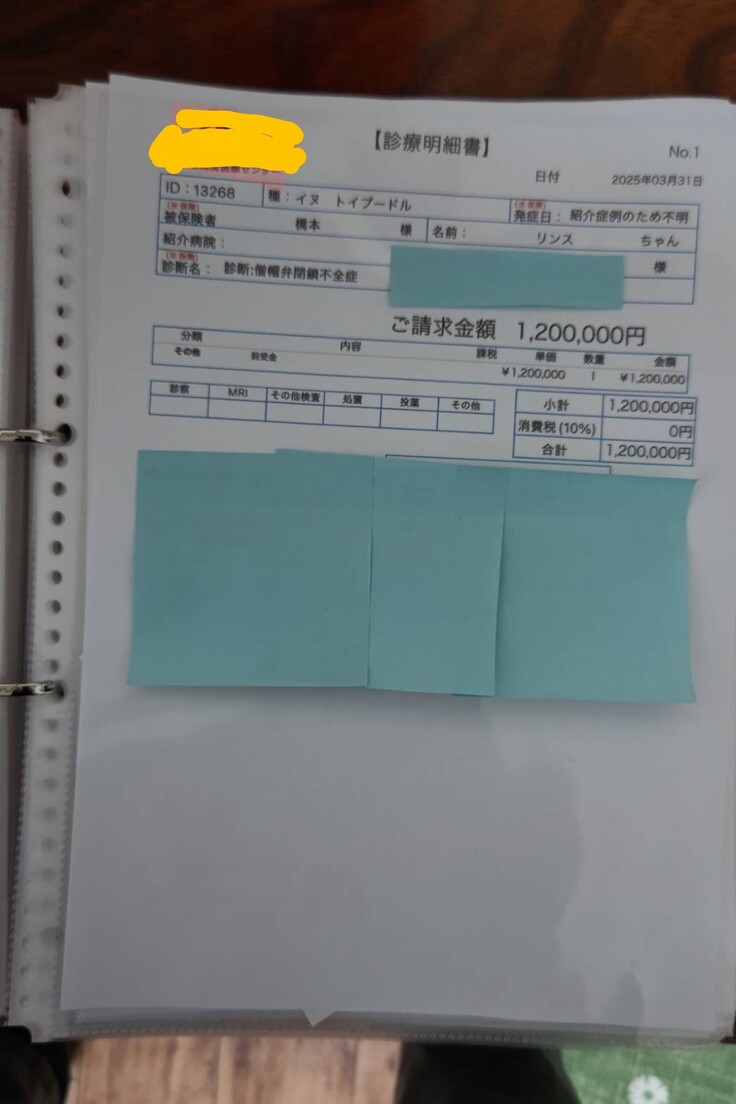 【診療明細書】
No.1
日付 2025年03月31日
ID:13268 種:イヌ トイプードル
(※保険) (※保険)
被保険者 橋本 様 名前: リンス ちゃん 発症日: 紹介症例のため不明
紹介病院: 様
(※保険)
診断名: 診断:僧帽弁閉鎖不全症
ご請求金額 1,200,000円
分類 内容 課税 単価 数量 金額
その他 前受金 ¥1,200,000 1 ¥1,200,000
診察 MRI その他検査 処置 投薬 その他
小計 1,200,000円
消費税(10%) 0円
合計 1,200,000円